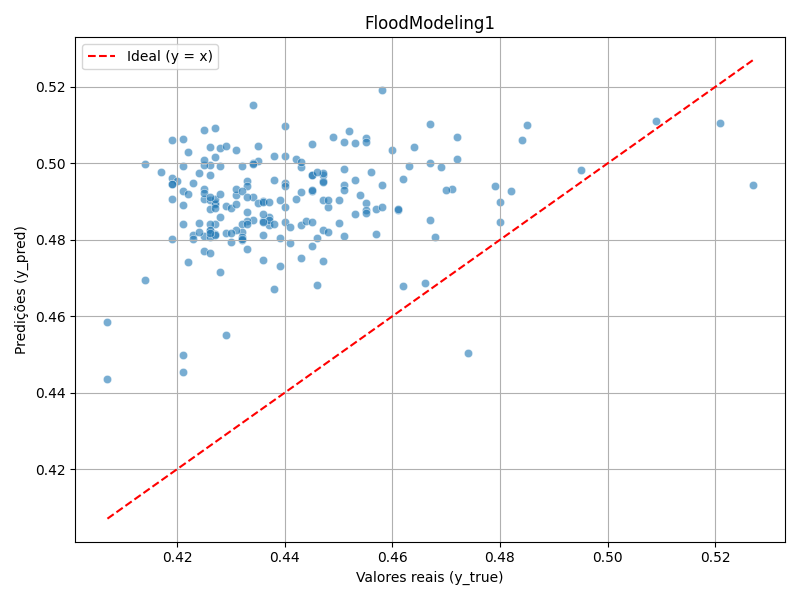 FloodModeling1
Ideal (y = x)
0.52
0.50
0.48
0.46
0.44
0.42
Predições (y_pred)
0.42 0.44 0.46 0.48 0.50 0.52
Valores reais (y_true)